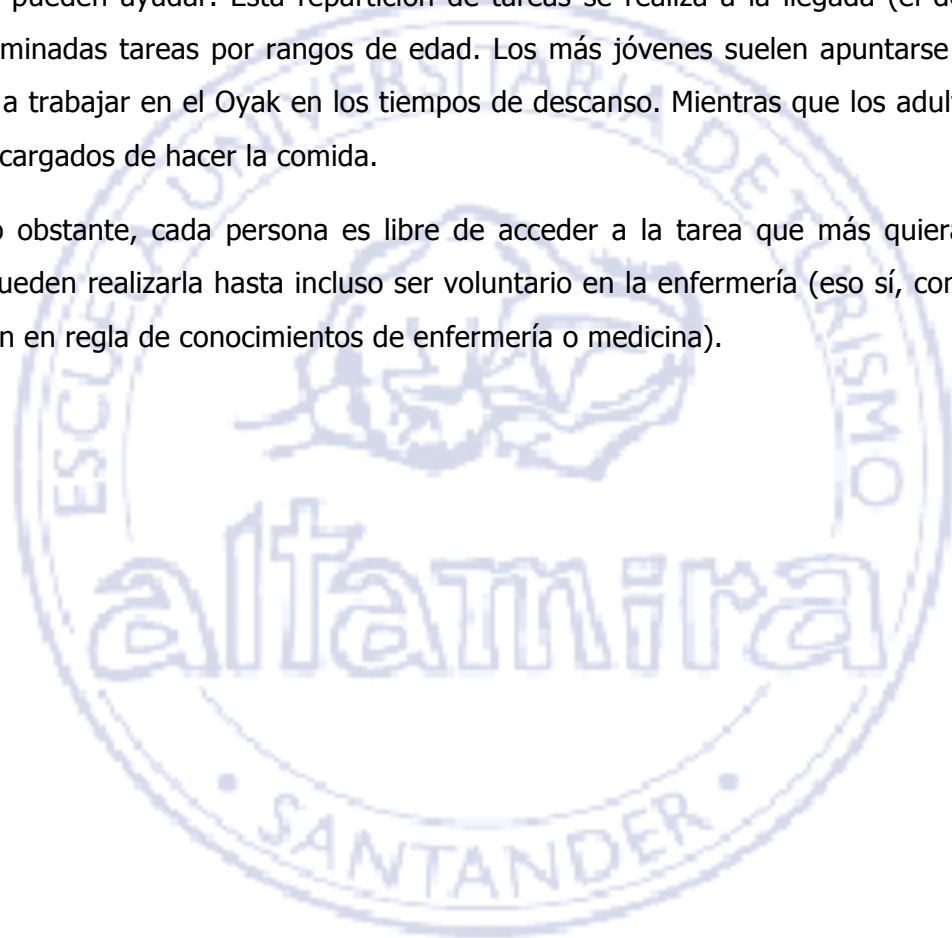 pueden ayudar. Esta repartición de tareas se realiza a la llegada (el d
minadas tareas por rangos de edad. Los más jóvenes suelen apuntarse
a trabajar en el Oyak en los tiempos de descanso. Mientras que los adul
cargados de hacer la comida.
o obstante, cada persona es libre de acceder a la tarea que más quiera
ueden realizarla hasta incluso ser voluntario en la enfermería (eso sí, con
n en regla de conocimientos de enfermería o medicina).
ESCUELA UNIVERSITARIA DE TURISMO
altamira
SANTANDER